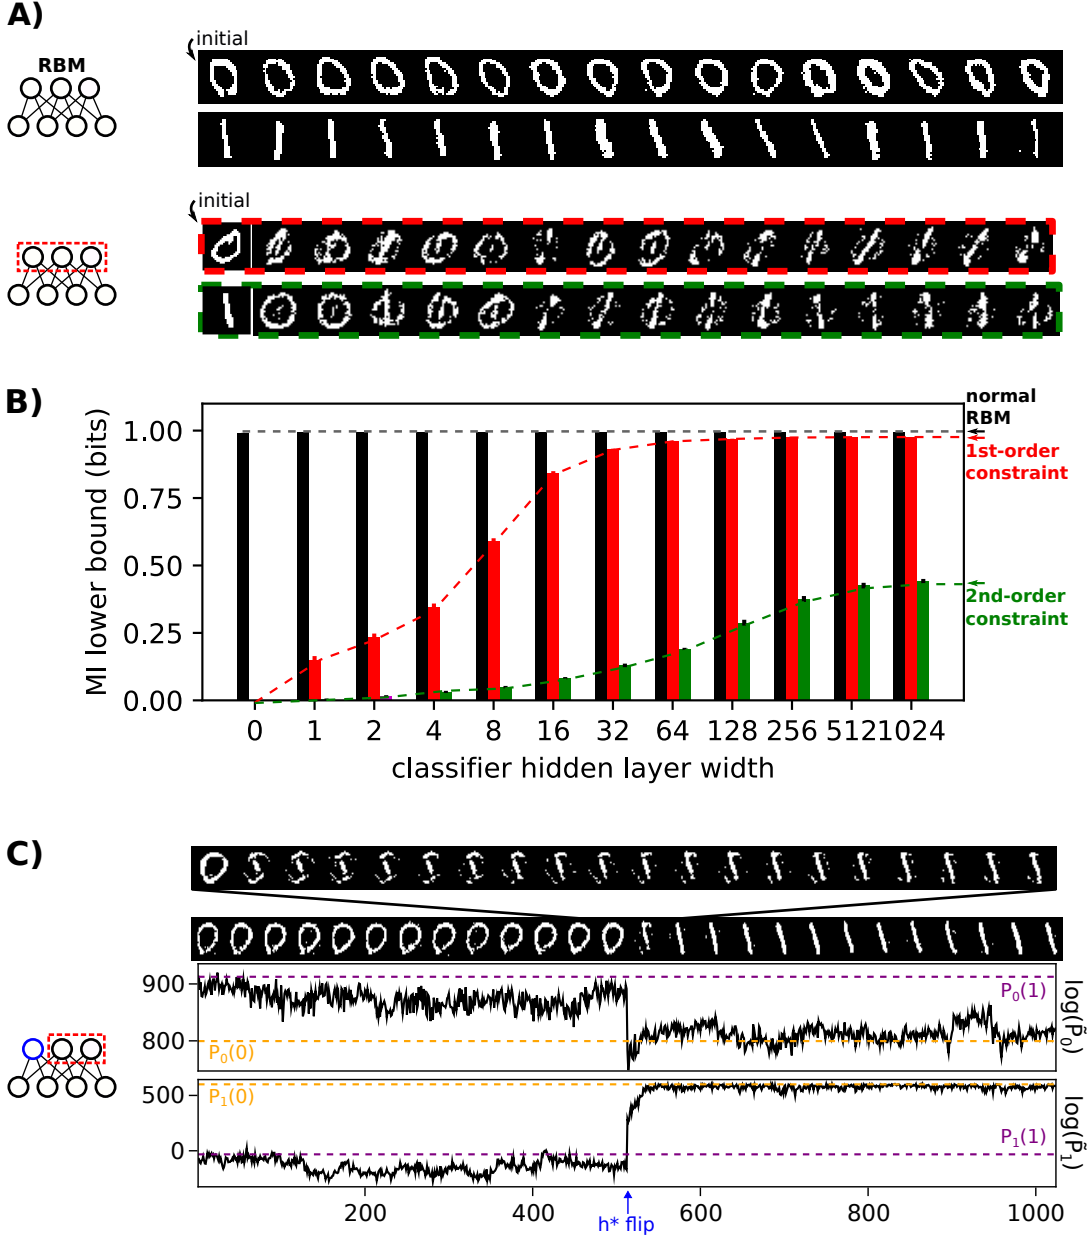 A)
initial
RBM
initial
B)
MI lower bound (bits)
1.00
0.75
0.50
0.25
0.00
0 1 2 4 8 16 32 64 128 256 512 1024
classifier hidden layer width
normal
RBM
1st-order
constraint
2nd-order
constraint
C)
900
800
P₀(1)
P₀(0)
log(P̃₀)
500
0
P₁(0)
P₁(1)
log(P̃₁)
200 400 600 800 1000
h* flip